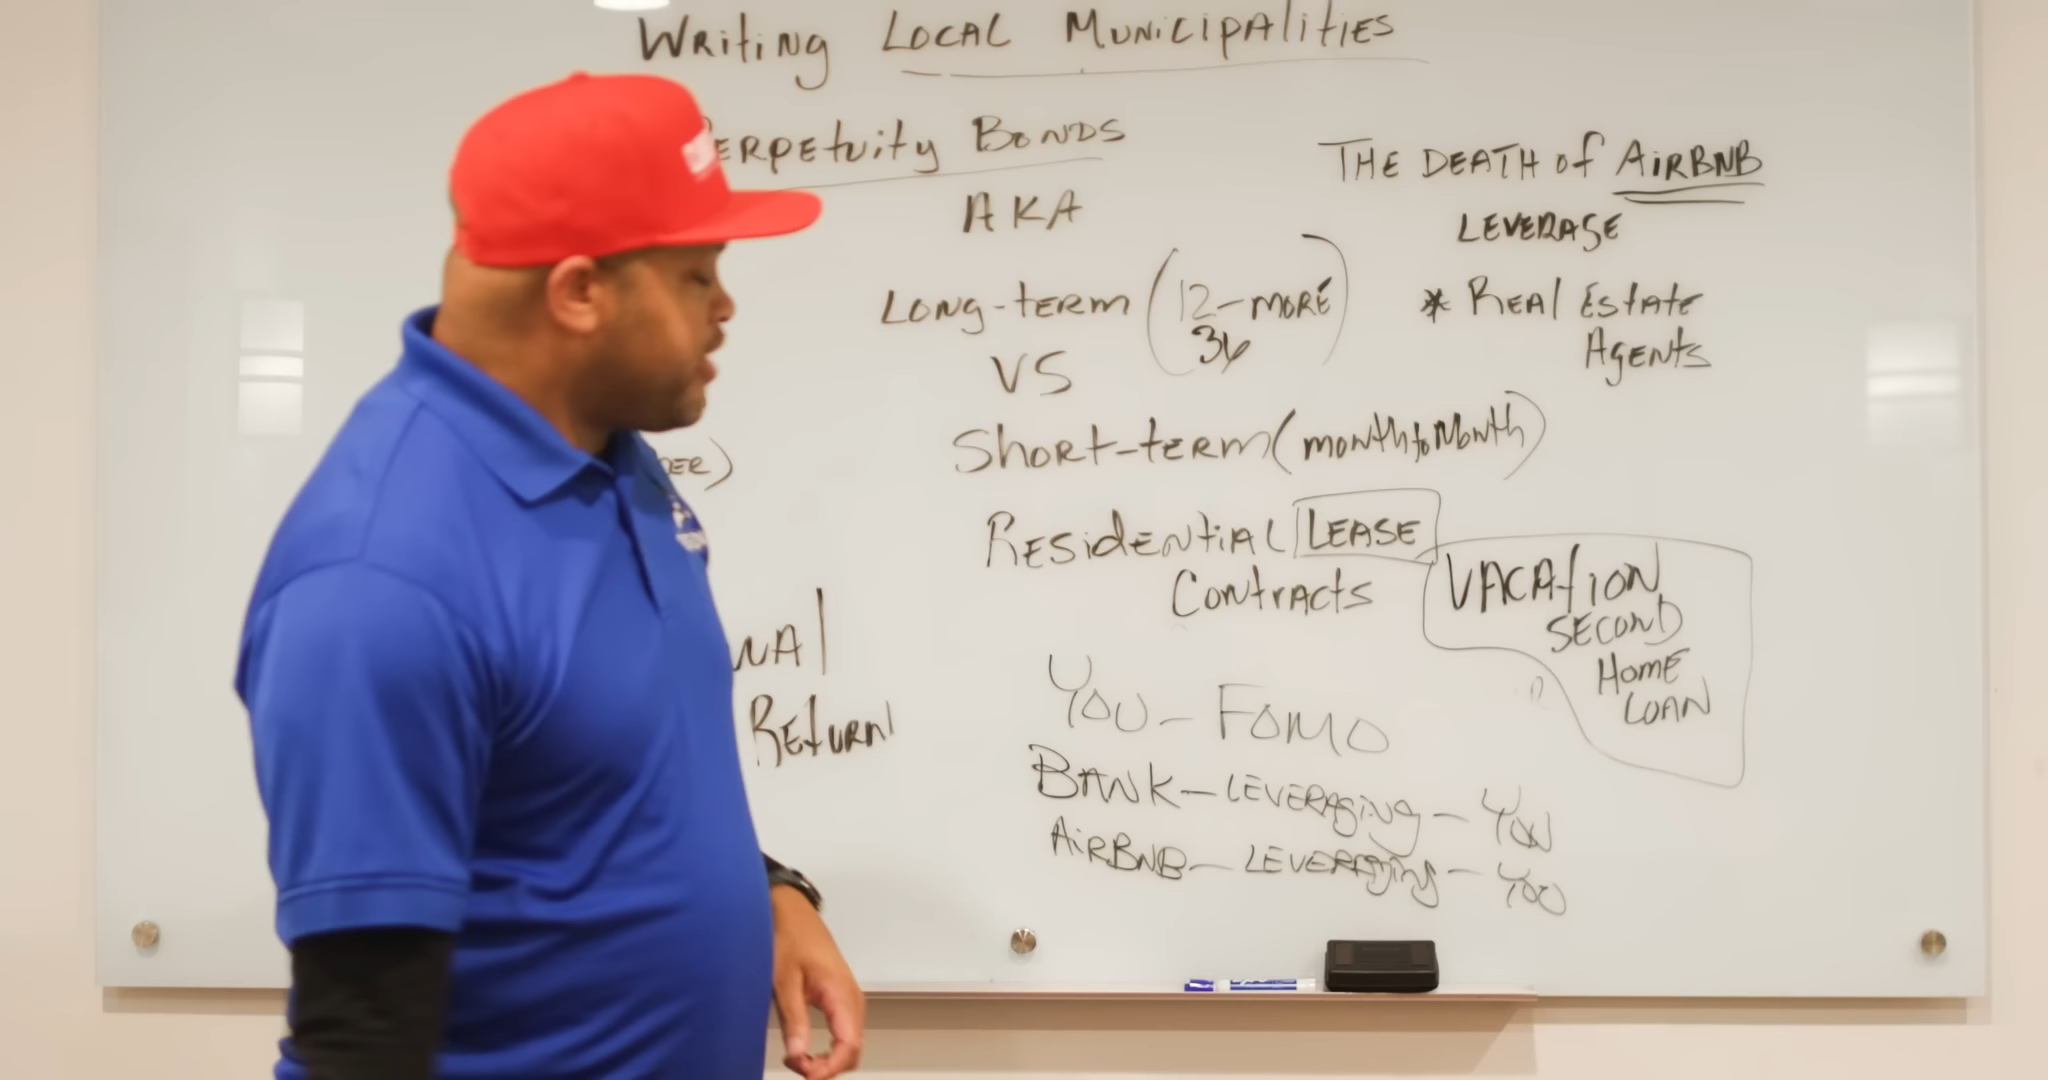 Writing Local Municipalities
Perpetuity Bonds
AKA
Long-term (12-more)
36
VS
Short-term (month to Month)
Residential Lease
Contracts
You - FOMO
Bank - Leveraging - You
AirBNB - Leveraging - You
The Death of AirBNB
Leverage
* Real Estate
Agents
Vacation
Second
Home
Loan
Return